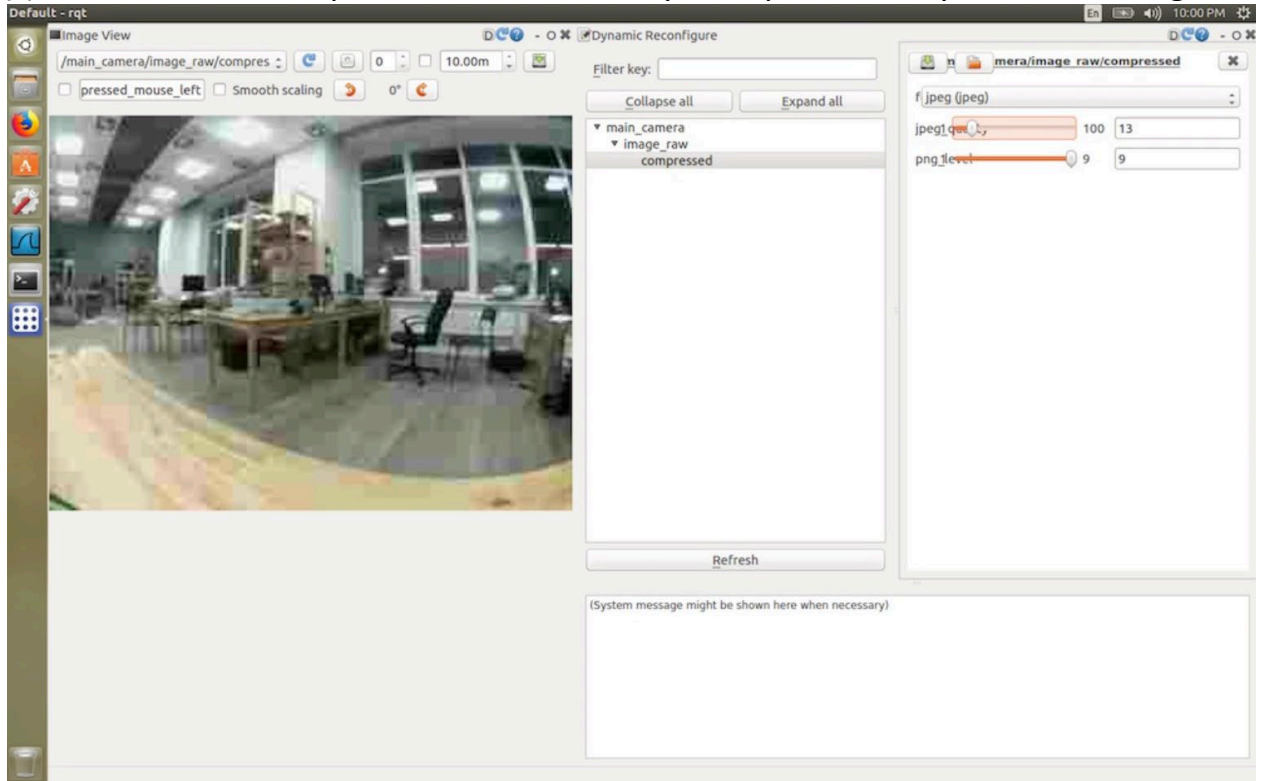 Default - rqt
En
10:00 PM
Image View
D
- O
Dynamic Reconfigure
D
- O
/main_camera/image_raw/compres
0
10.00m
pressed_mouse_left
Smooth scaling
0°
Filter key:
Collapse all
Expand all
main_camera
image_raw
compressed
Refresh
mera/image_raw/compressed
f jpeg (jpeg)
100
13
9
9
(System message might be shown here when necessary)